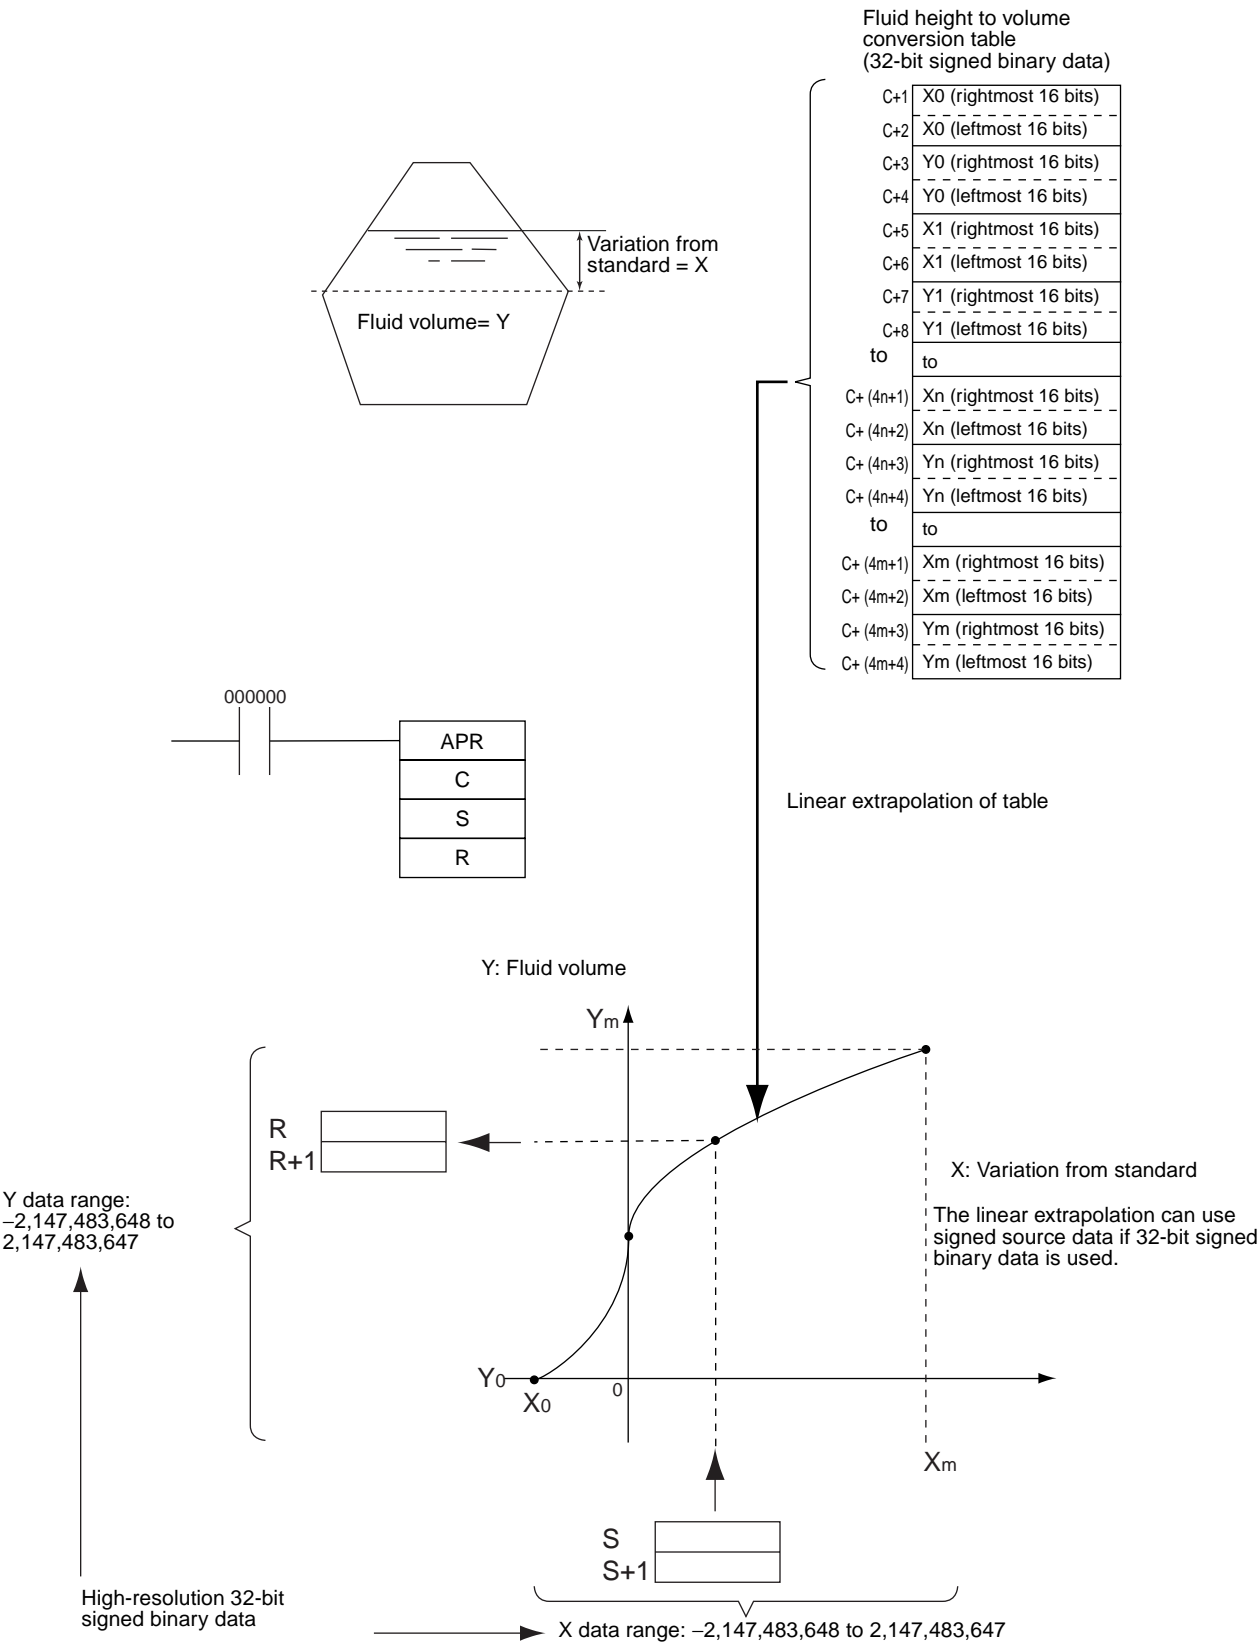 Fluid height to volume
conversion table
(32-bit signed binary data)
C+1 X0 (rightmost 16 bits)
C+2 X0 (leftmost 16 bits)
C+3 Y0 (rightmost 16 bits)
C+4 Y0 (leftmost 16 bits)
C+5 X1 (rightmost 16 bits)
C+6 X1 (leftmost 16 bits)
C+7 Y1 (rightmost 16 bits)
C+8 Y1 (leftmost 16 bits)
to to
C+ (4n+1) Xn (rightmost 16 bits)
C+ (4n+2) Xn (leftmost 16 bits)
C+ (4n+3) Yn (rightmost 16 bits)
C+ (4n+4) Yn (leftmost 16 bits)
to to
C+ (4m+1) Xm (rightmost 16 bits)
C+ (4m+2) Xm (leftmost 16 bits)
C+ (4m+3) Ym (rightmost 16 bits)
C+ (4m+4) Ym (leftmost 16 bits)
Variation from
standard = X
Fluid volume= Y
000000
APR
C
S
R
Linear extrapolation of table
Y: Fluid volume
Ym
R
R+1
X: Variation from standard
Y data range:
–2,147,483,648 to
2,147,483,647
The linear extrapolation can use
signed source data if 32-bit signed
binary data is used.
Y0
X0
0
Xm
S
S+1
High-resolution 32-bit
signed binary data
X data range: –2,147,483,648 to 2,147,483,647